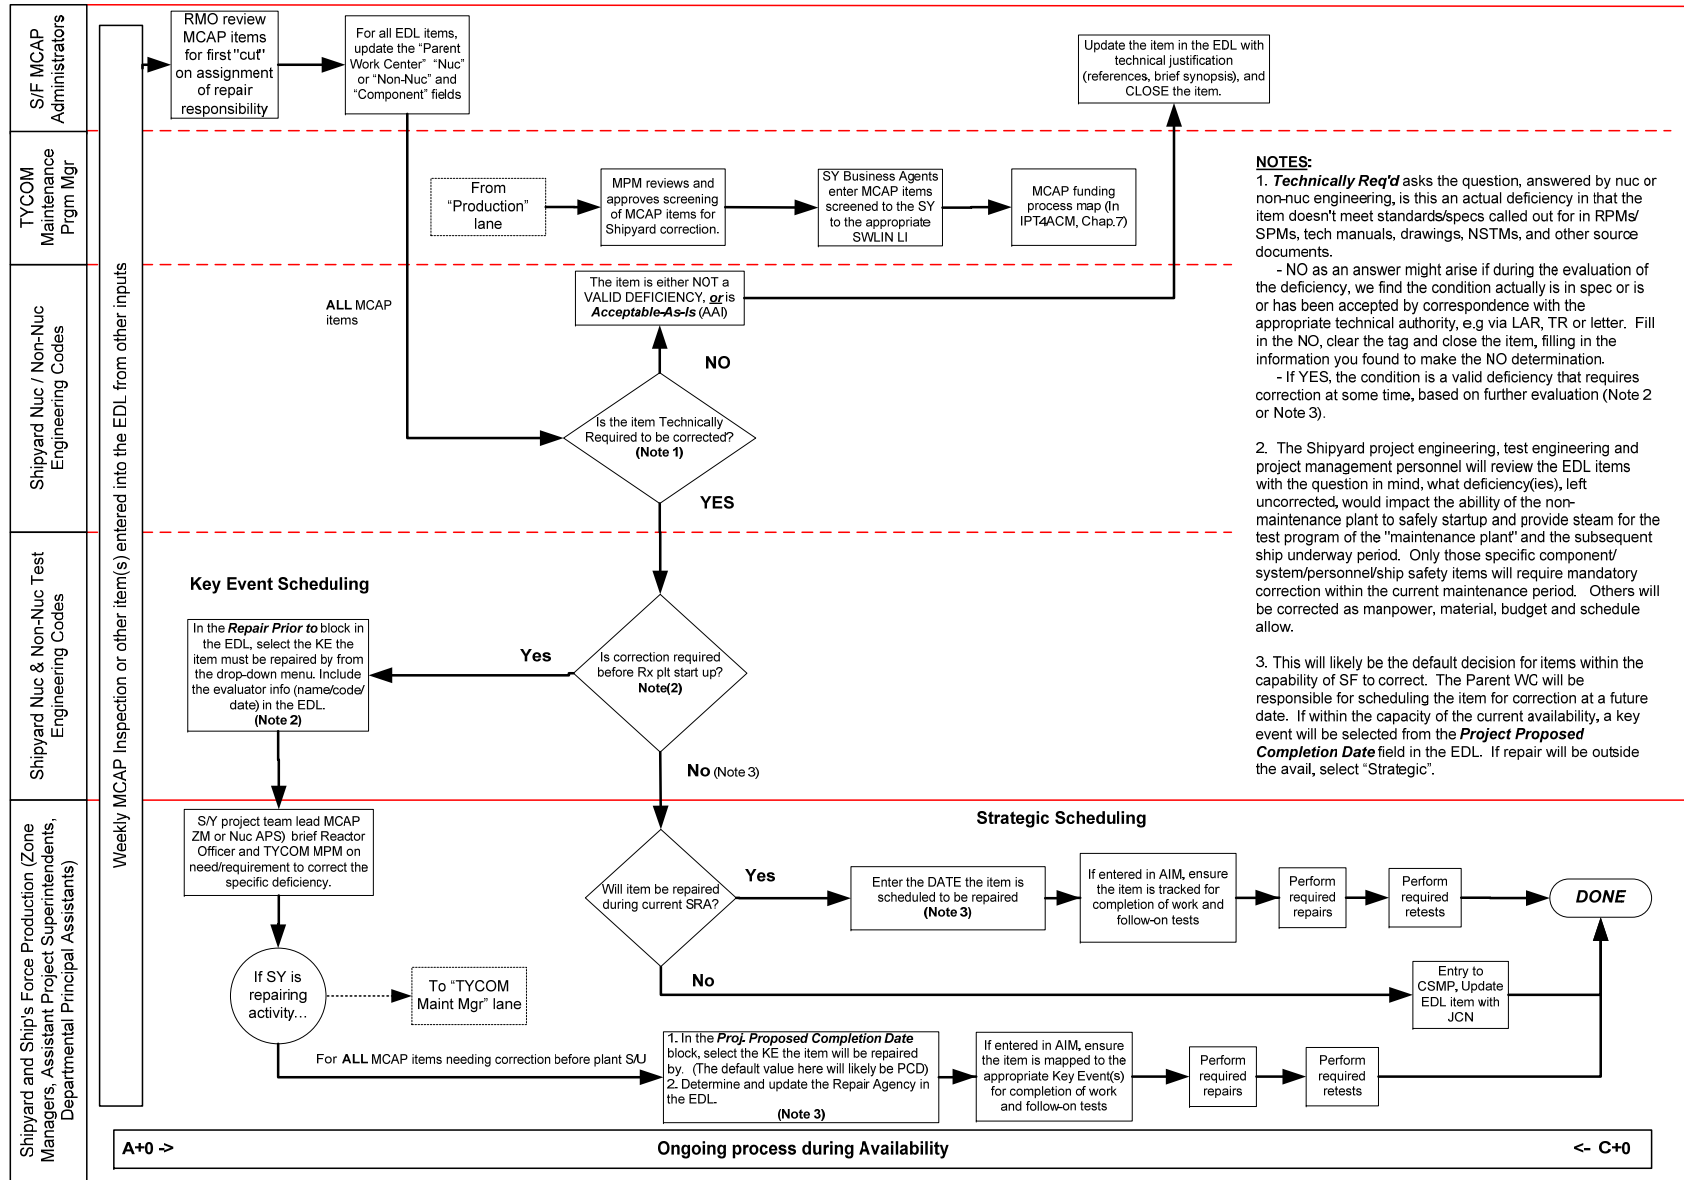 S/F MCAP
Administrators
TYCOM
Maintenance
Prgm Mgr
Shipyard Nuc / Non-Nuc
Engineering Codes
Shipyard Nuc & Non-Nuc Test
Engineering Codes
Shipyard and Ship's Force Production (Zone
Managers, Assistant Project Superintendents,
Departmental Principal Assistants)
Weekly MCAP Inspection or other item(s) entered into the EDL from other inputs
RMO review
MCAP items
for first "cut"
on assignment
of repair
responsibility
For all EDL items,
update the “Parent
Work Center” “Nuc”
or “Non-Nuc” and
“Component” fields
Update the item in the EDL with
technical justification
(references, brief synopsis), and
CLOSE the item.
From
“Production”
lane
MPM reviews and
approves screening
of MCAP items for
Shipyard correction.
SY Business Agents
enter MCAP items
screened to the SY
to the appropriate
SWLIN LI
MCAP funding
process map (In
IPT4ACM, Chap.7)
ALL MCAP
items
The item is either NOT a
VALID DEFICIENCY, or is
Acceptable-As-Is (AAI)
NO
Is the item Technically
Required to be corrected?
(Note 1)
YES
Key Event Scheduling
In the Repair Prior to block in
the EDL, select the KE the
item must be repaired by from
the drop-down menu. Include
the evaluator info (name/code/
date) in the EDL.
(Note 2)
Yes
Is correction required
before Rx plt start up?
Note(2)
No (Note 3)
S/Y project team lead MCAP
ZM or Nuc APS) brief Reactor
Officer and TYCOM MPM on
need/requirement to correct the
specific deficiency.
If SY is
repairing
activity…
To “TYCOM
Maint Mgr” lane
Strategic Scheduling
Will item be repaired
during current SRA?
Yes
Enter the DATE the item is
scheduled to be repaired
(Note 3)
If entered in AIM, ensure
the item is tracked for
completion of work and
follow-on tests
Perform
required
repairs
Perform
required
retests
DONE
No
Entry to
CSMP, Update
EDL item with
JCN
For ALL MCAP items needing correction before plant S/U
1. In the Proj. Proposed Completion Date
block, select the KE the item will be repaired
by. (The default value here will likely be PCD)
2. Determine and update the Repair Agency in
the EDL.
(Note 3)
If entered in AIM, ensure
the item is mapped to the
appropriate Key Event(s)
for completion of work
and follow-on tests
Perform
required
repairs
Perform
required
retests
NOTES:
1. Technically Req'd asks the question, answered by nuc or
non-nuc engineering, is this an actual deficiency in that the
item doesn't meet standards/specs called out for in RPMs/
SPMs, tech manuals, drawings, NSTMs, and other source
documents.
- NO as an answer might arise if during the evaluation of
the deficiency, we find the condition actually is in spec or is
or has been accepted by correspondence with the
appropriate technical authority, e.g via LAR, TR or letter. Fill
in the NO, clear the tag and close the item, filling in the
information you found to make the NO determination.
- If YES, the condition is a valid deficiency that requires
correction at some time, based on further evaluation (Note 2
or Note 3).
2. The Shipyard project engineering, test engineering and
project management personnel will review the EDL items
with the question in mind, what deficiency(ies), left
uncorrected, would impact the abillity of the non-
maintenance plant to safely startup and provide steam for the
test program of the "maintenance plant" and the subsequent
ship underway period. Only those specific component/
system/personnel/ship safety items will require mandatory
correction within the current maintenance period. Others will
be corrected as manpower, material, budget and schedule
allow.
3. This will likely be the default decision for items within the
capability of SF to correct. The Parent WC will be
responsible for scheduling the item for correction at a future
date. If within the capacity of the current availability, a key
event will be selected from the Project Proposed
Completion Date field in the EDL. If repair will be outside
the avail, select “Strategic”.
A+0 -> Ongoing process during Availability <- C+0